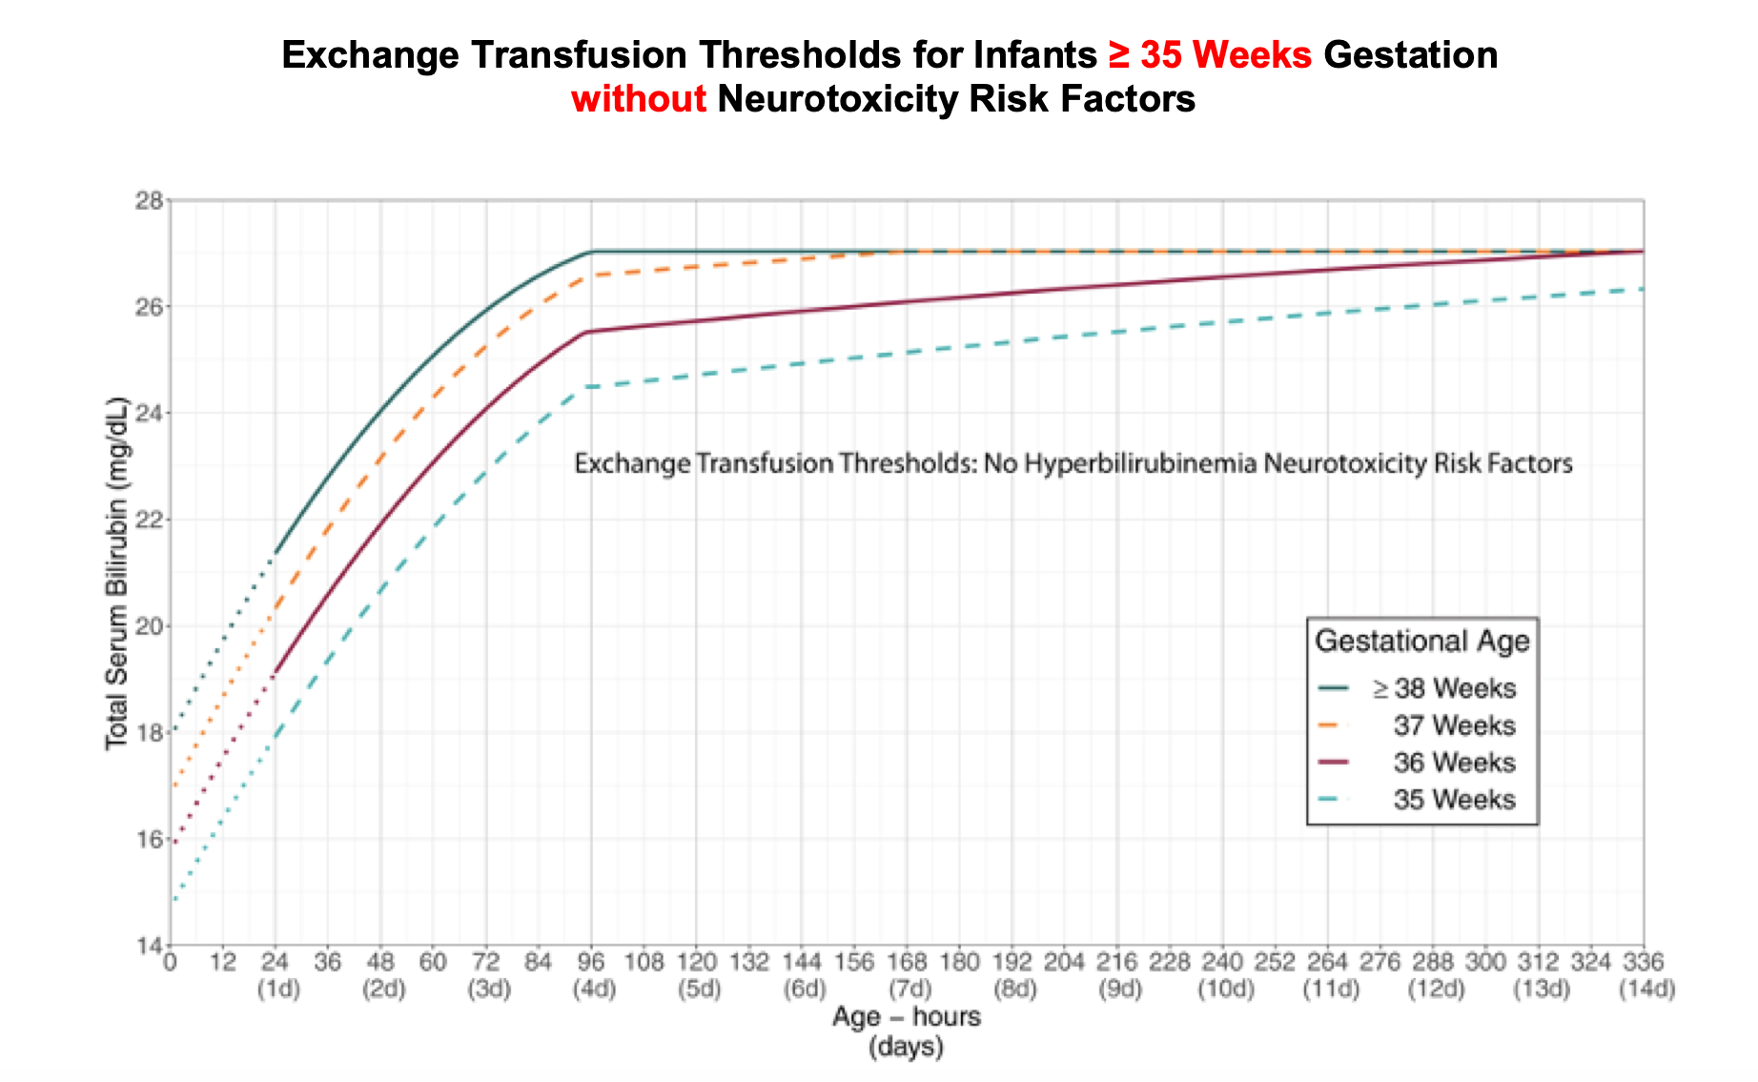 Exchange Transfusion Thresholds for Infants ≥ 35 Weeks Gestation
without Neurotoxicity Risk Factors
28
26
24
22
20
18
16
14
Total Serum Bilirubin (mg/dL)
Exchange Transfusion Thresholds: No Hyperbilirubinemia Neurotoxicity Risk Factors
Gestational Age
≥ 38 Weeks
37 Weeks
36 Weeks
35 Weeks
0 12 24 36 48 60 72 84 96 108 120 132 144 156 168 180 192 204 216 228 240 252 264 276 288 300 312 324 336
(1d) (2d) (3d) (4d) (5d) (6d) (7d) (8d) (9d) (10d) (11d) (12d) (13d) (14d)
Age – hours
(days)